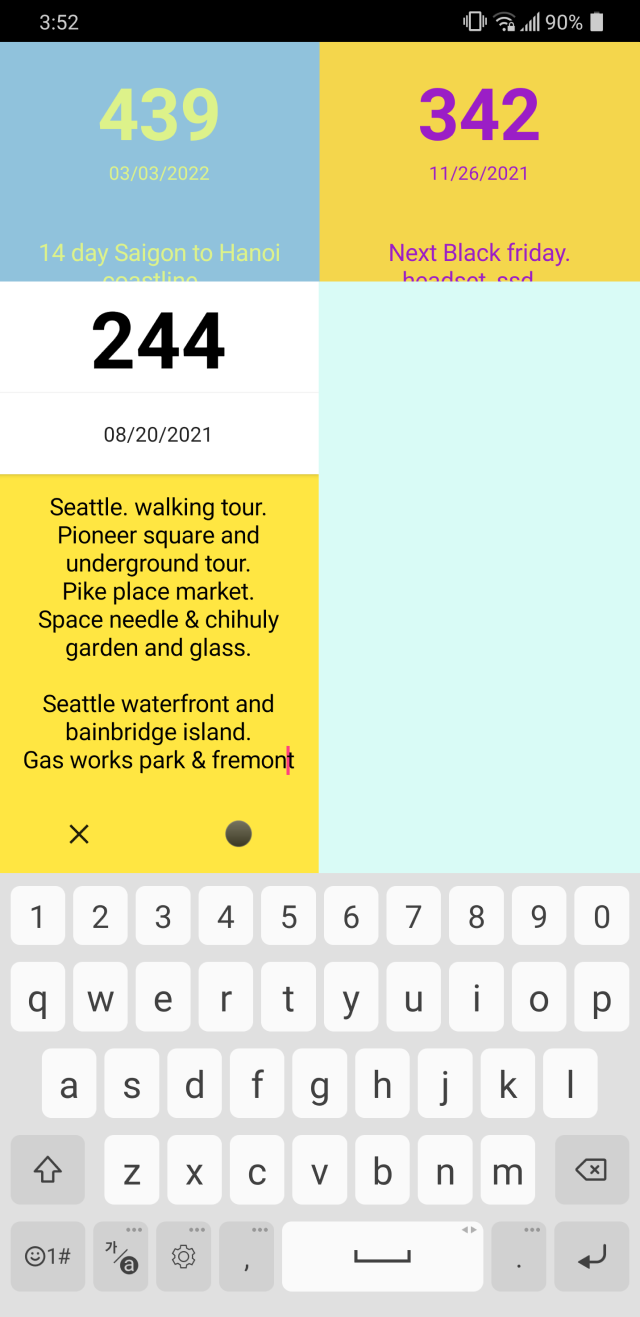 3:52
90%
439
03/03/2022
14 day Saigon to Hanoi
coastline
342
11/26/2021
Next Black friday.
headset, ssd
244
08/20/2021
Seattle. walking tour.
Pioneer square and
underground tour.
Pike place market.
Space needle & chihuly
garden and glass.
Seattle waterfront and
bainbridge island.
Gas works park & fremont
1 2 3 4 5 6 7 8 9 0
q w e r t y u i o p
a s d f g h j k l
z x c v b n m
1# 가/a , .